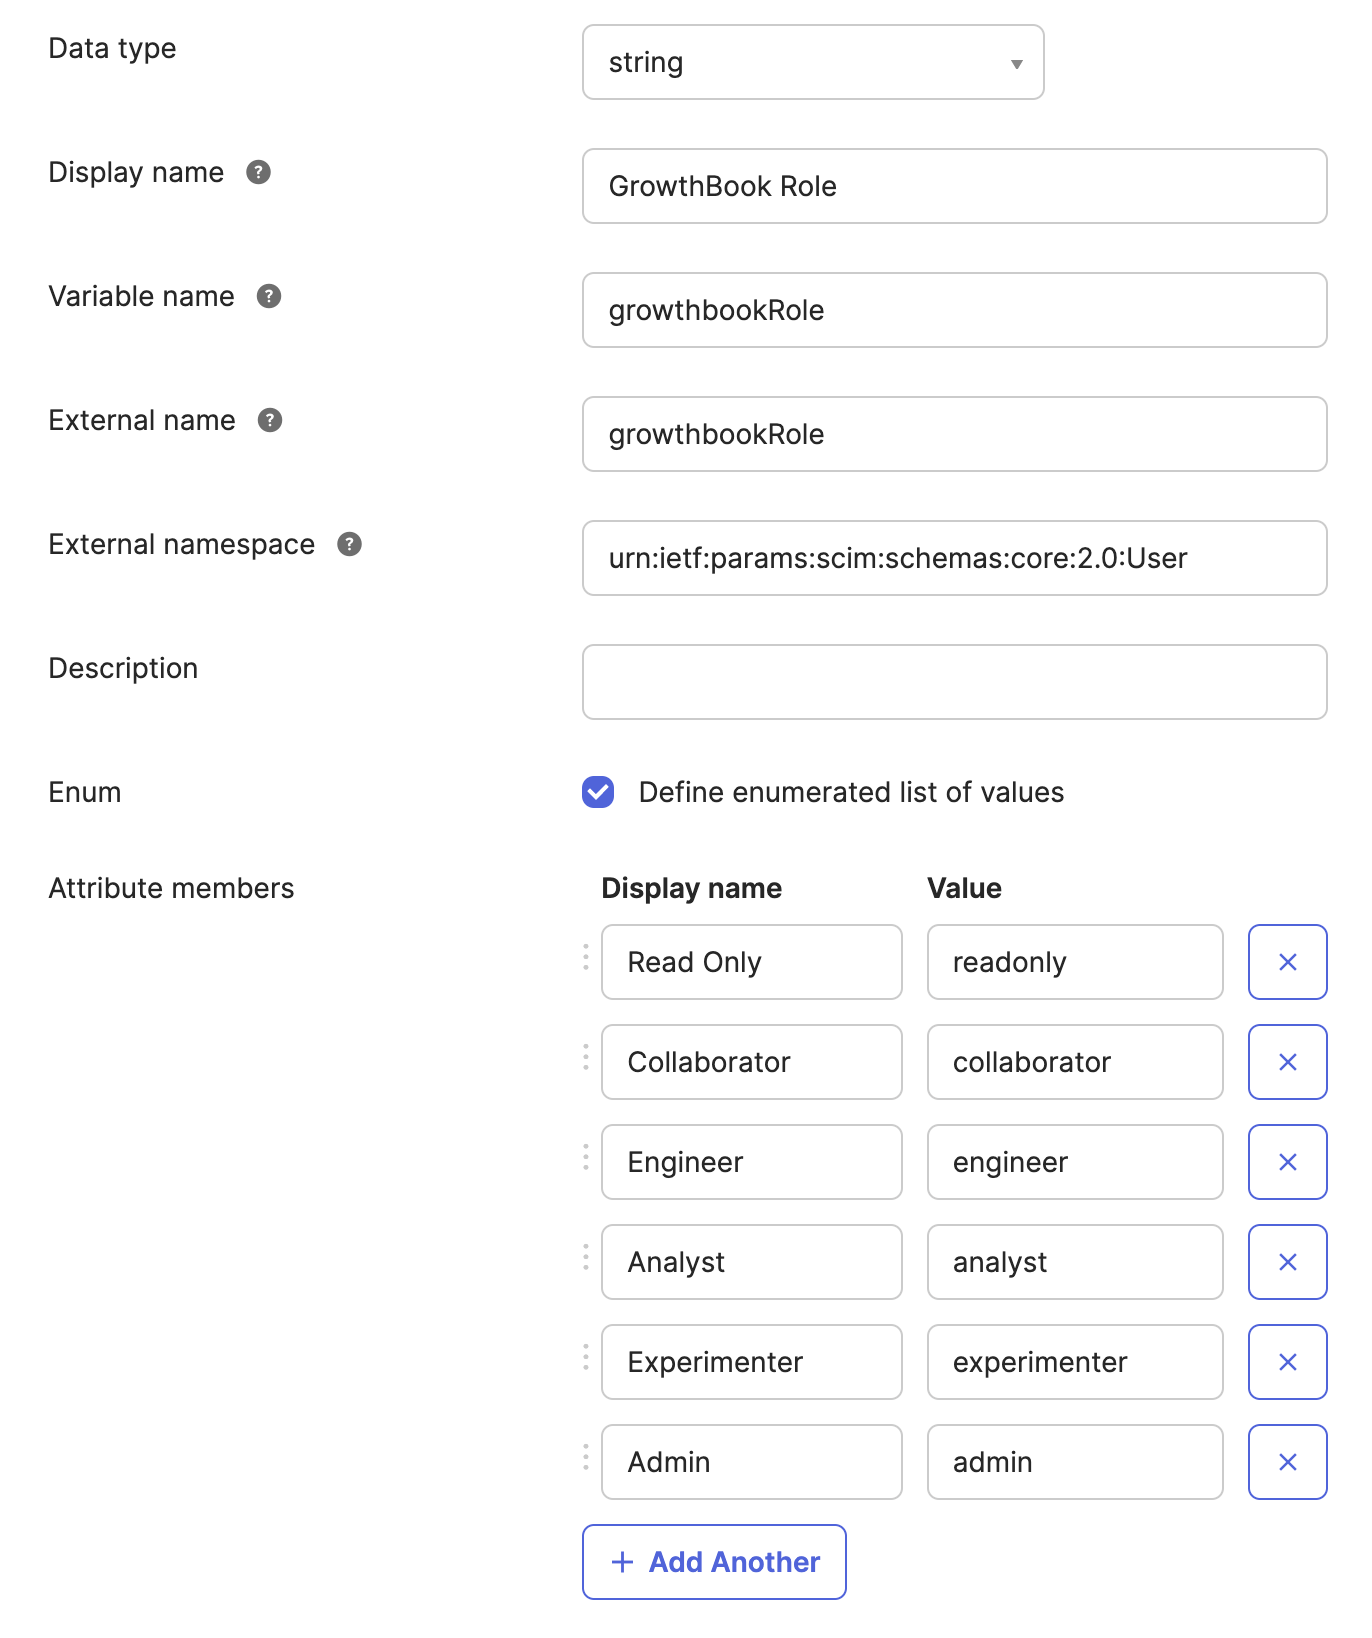 Data type
string
Display name
GrowthBook Role
Variable name
growthbookRole
External name
growthbookRole
External namespace
urn:ietf:params:scim:schemas:core:2.0:User
Description
Enum
Define enumerated list of values
Attribute members
Display name Value
Read Only readonly
Collaborator collaborator
Engineer engineer
Analyst analyst
Experimenter experimenter
Admin admin
+ Add Another